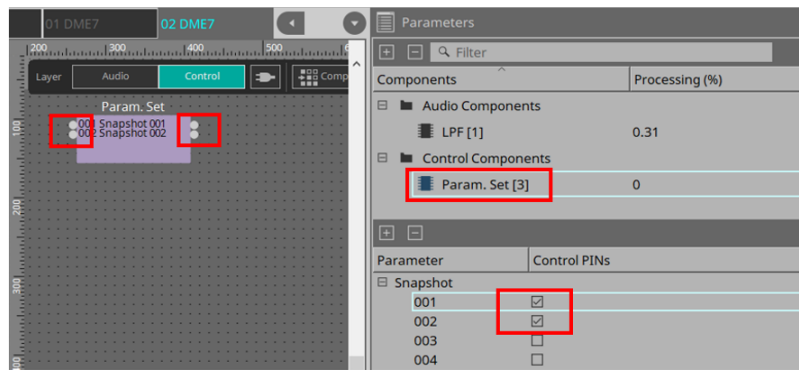 01 DME7
02 DME7
200
300
400
500
Layer
Audio
Control
Comp
Param. Set
001 Snapshot 001
002 Snapshot 002
100
200
300
Parameters
Filter
Components
Processing (%)
Audio Components
LPF [1]
0.31
Control Components
Param. Set [3]
0
Parameter
Control PINs
Snapshot
001
002
003
004